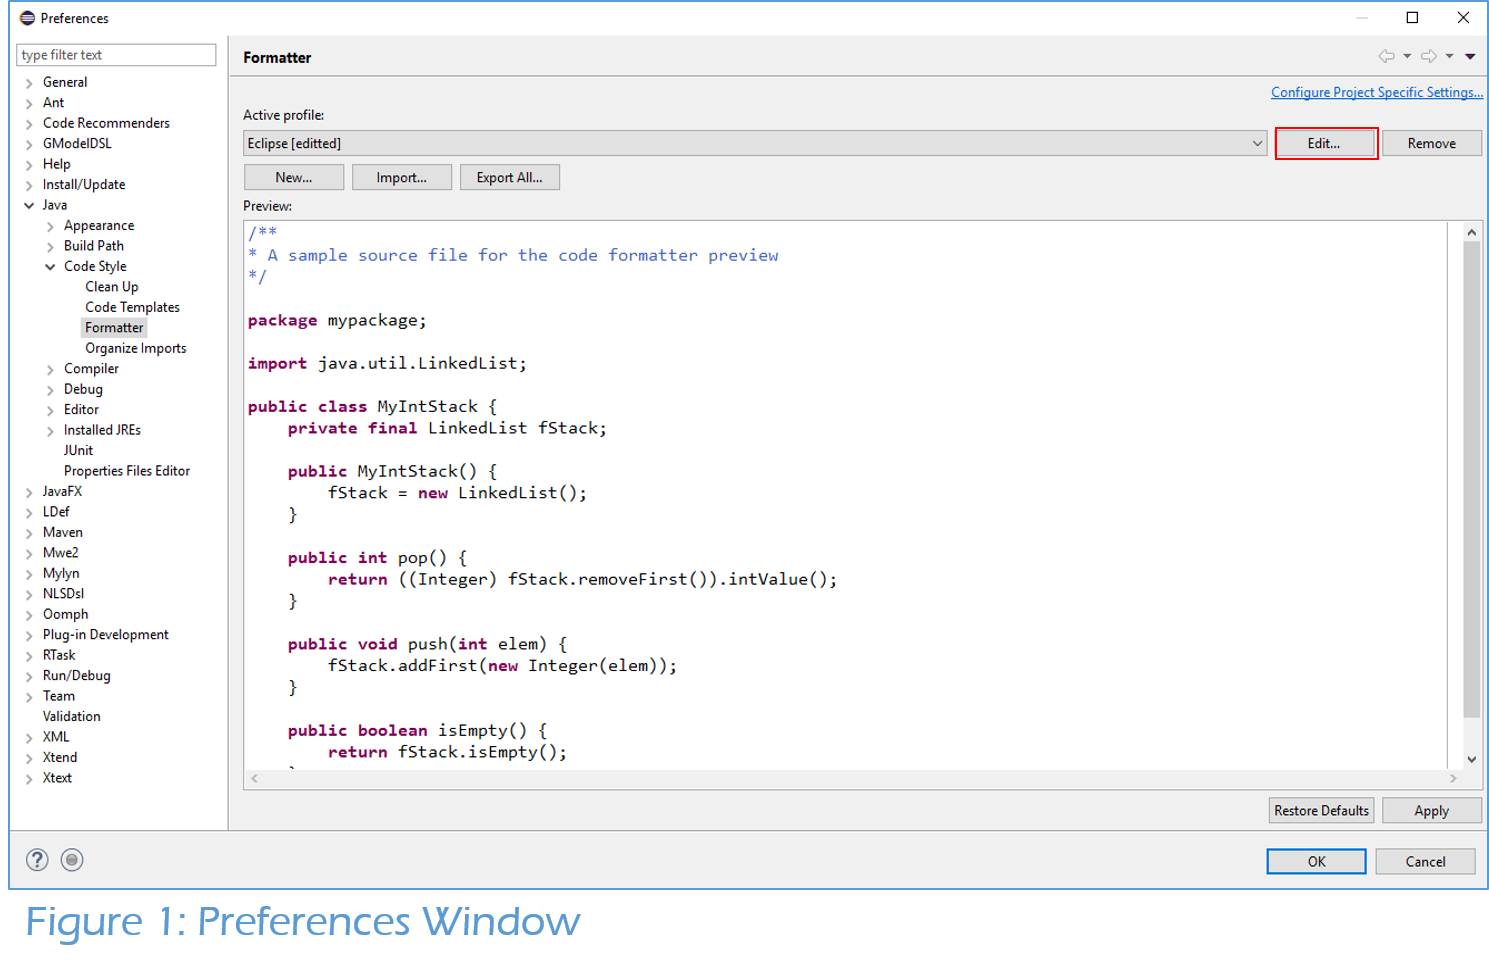 Preferences
type filter text
General
Ant
Code Recommenders
GModelDSL
Help
Install/Update
Java
Appearance
Build Path
Code Style
Clean Up
Code Templates
Formatter
Organize Imports
Compiler
Debug
Editor
Installed JREs
JUnit
Properties Files Editor
JavaFX
LDef
Maven
Mwe2
Mylyn
NLSDsl
Oomph
Plug-in Development
RTask
Run/Debug
Team
Validation
XML
Xtend
Xtext
Formatter
Configure Project Specific Settings...
Active profile:
Eclipse [editted]
Edit...
Remove
New...
Import...
Export All...
Preview:
/**
* A sample source file for the code formatter preview
*/
package mypackage;
import java.util.LinkedList;
public class MyIntStack {
private final LinkedList fStack;
public MyIntStack() {
fStack = new LinkedList();
}
public int pop() {
return ((Integer) fStack.removeFirst()).intValue();
}
public void push(int elem) {
fStack.addFirst(new Integer(elem));
}
public boolean isEmpty() {
return fStack.isEmpty();
Restore Defaults
Apply
?
OK
Cancel
Figure 1: Preferences Window